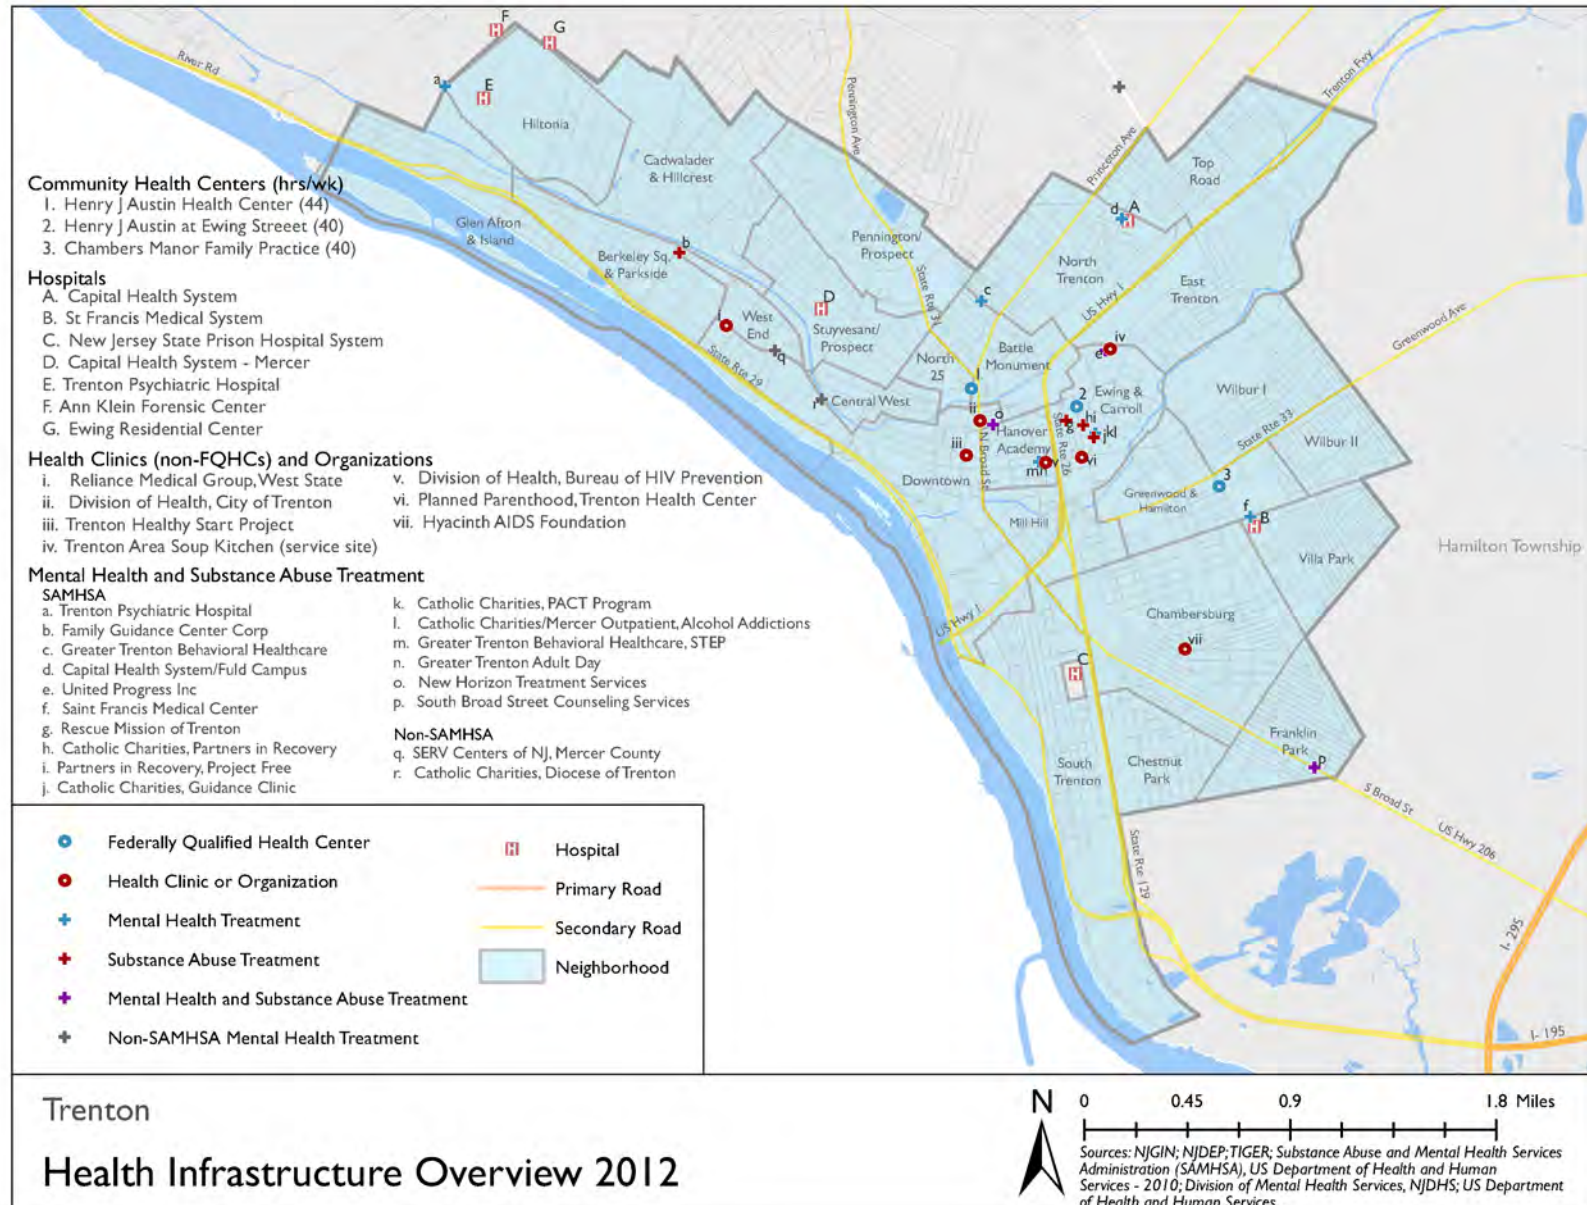 F
G
River Rd
a
E
Hiltonia
Pennington Ave
Princeton Ave
Trenton Fwy
Top
Road
Cadwalader
& Hillcrest
Community Health Centers (hrs/wk)
1. Henry J Austin Health Center (44)
2. Henry J Austin at Ewing Streeet (40)
3. Chambers Manor Family Practice (40)
Glen Afton
& Island
Berkeley Sq.
& Parkside
b
Pennington/
Prospect
d
A
North
Trenton
East
Trenton
State Rte 31
US Hwy 1
Greenwood Ave
c
D
Stuyvesant/
Prospect
i
West
End
q
State Rte 29
r
Central West
North
25
Battle
Monument
iv
e
Ewing &
Carroll
Wilbur I
State Rte 33
Wilbur II
1
2
ii
o
Hanover
Academy
State Rte 26
g
hi
j
kl
iii
N Broad St
mn
v
vi
Downtown
Mill Hill
Greenwood &
Hamilton
3
f
B
Villa Park
Hamilton Township
Chambersburg
vii
US Hwy 1
C
South
Trenton
Chestnut
Park
Franklin
Park
p
S Broad St
US Hwy 206
State Rte 129
I- 295
I- 195
Hospitals
A. Capital Health System
B. St Francis Medical System
C. New Jersey State Prison Hospital System
D. Capital Health System - Mercer
E. Trenton Psychiatric Hospital
F. Ann Klein Forensic Center
G. Ewing Residential Center
Health Clinics (non-FQHCs) and Organizations
i. Reliance Medical Group, West State
ii. Division of Health, City of Trenton
iii. Trenton Healthy Start Project
iv. Trenton Area Soup Kitchen (service site)
v. Division of Health, Bureau of HIV Prevention
vi. Planned Parenthood, Trenton Health Center
vii. Hyacinth AIDS Foundation
Mental Health and Substance Abuse Treatment
SAMHSA
a. Trenton Psychiatric Hospital
b. Family Guidance Center Corp
c. Greater Trenton Behavioral Healthcare
d. Capital Health System/Fuld Campus
e. United Progress Inc
f. Saint Francis Medical Center
g. Rescue Mission of Trenton
h. Catholic Charities, Partners in Recovery
i. Partners in Recovery, Project Free
j. Catholic Charities, Guidance Clinic
k. Catholic Charities, PACT Program
l. Catholic Charities/Mercer Outpatient, Alcohol Addictions
m. Greater Trenton Behavioral Healthcare, STEP
n. Greater Trenton Adult Day
o. New Horizon Treatment Services
p. South Broad Street Counseling Services
Non-SAMHSA
q. SERV Centers of NJ, Mercer County
r. Catholic Charities, Diocese of Trenton
Federally Qualified Health Center
Health Clinic or Organization
Mental Health Treatment
Substance Abuse Treatment
Mental Health and Substance Abuse Treatment
Non-SAMHSA Mental Health Treatment
H Hospital
Primary Road
Secondary Road
Neighborhood
Trenton
Health Infrastructure Overview 2012
N
0 0.45 0.9 1.8 Miles
Sources: NJGIN; NJDEP; TIGER; Substance Abuse and Mental Health Services
Administration (SAMHSA), US Department of Health and Human
Services - 2010; Division of Mental Health Services, NJDHS; US Department
of Health and Human Services